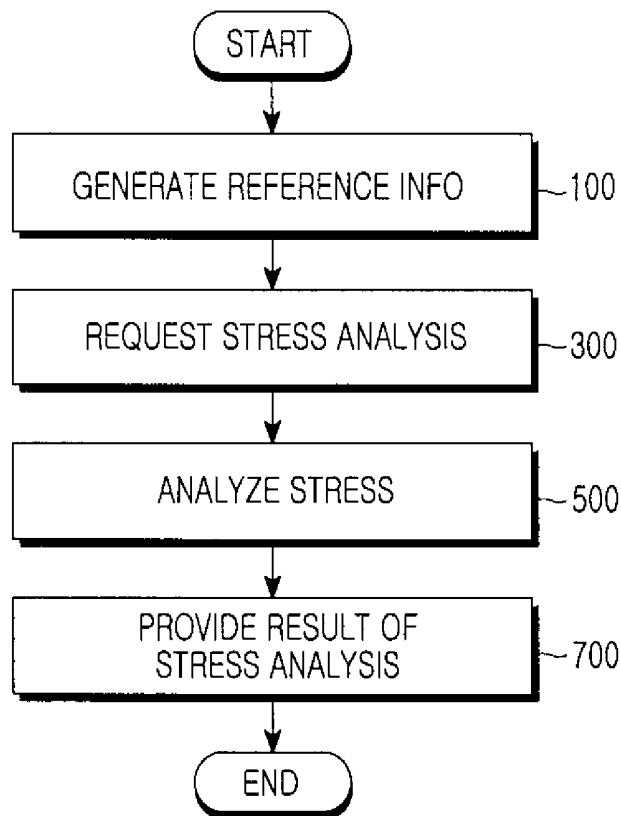 START
GENERATE REFERENCE INFO
100
REQUEST STRESS ANALYSIS
300
ANALYZE STRESS
500
PROVIDE RESULT OF
STRESS ANALYSIS
700
END